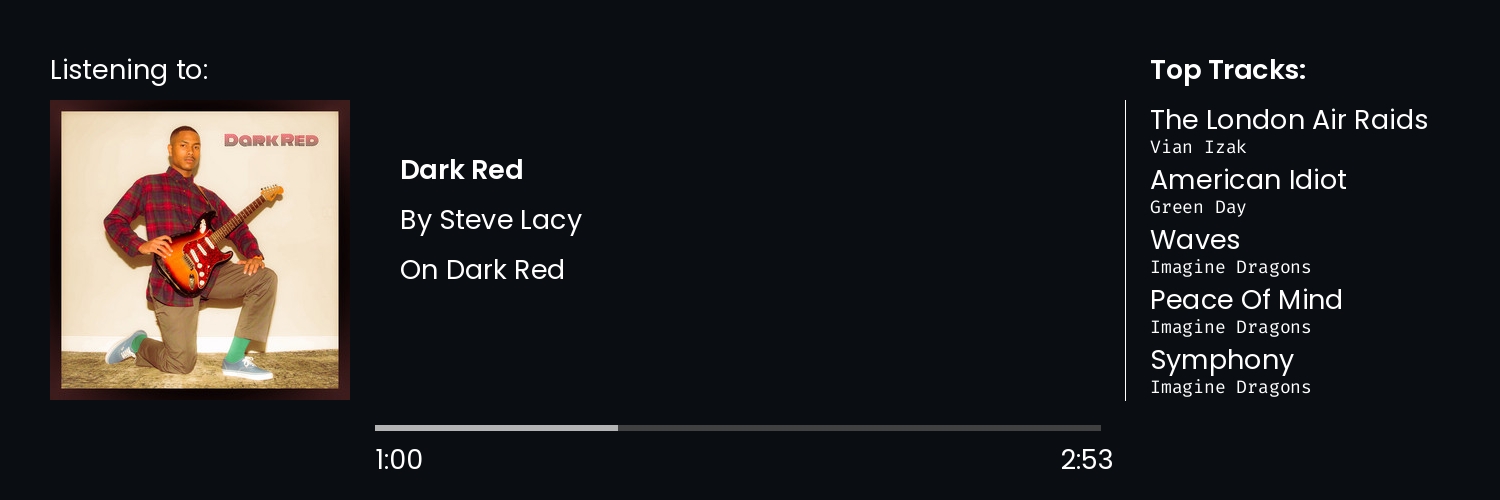 Listening to:
DARK RED
Dark Red
By Steve Lacy
On Dark Red
1:00
2:53
Top Tracks:
The London Air Raids
Vian Izak
American Idiot
Green Day
Waves
Imagine Dragons
Peace Of Mind
Imagine Dragons
Symphony
Imagine Dragons